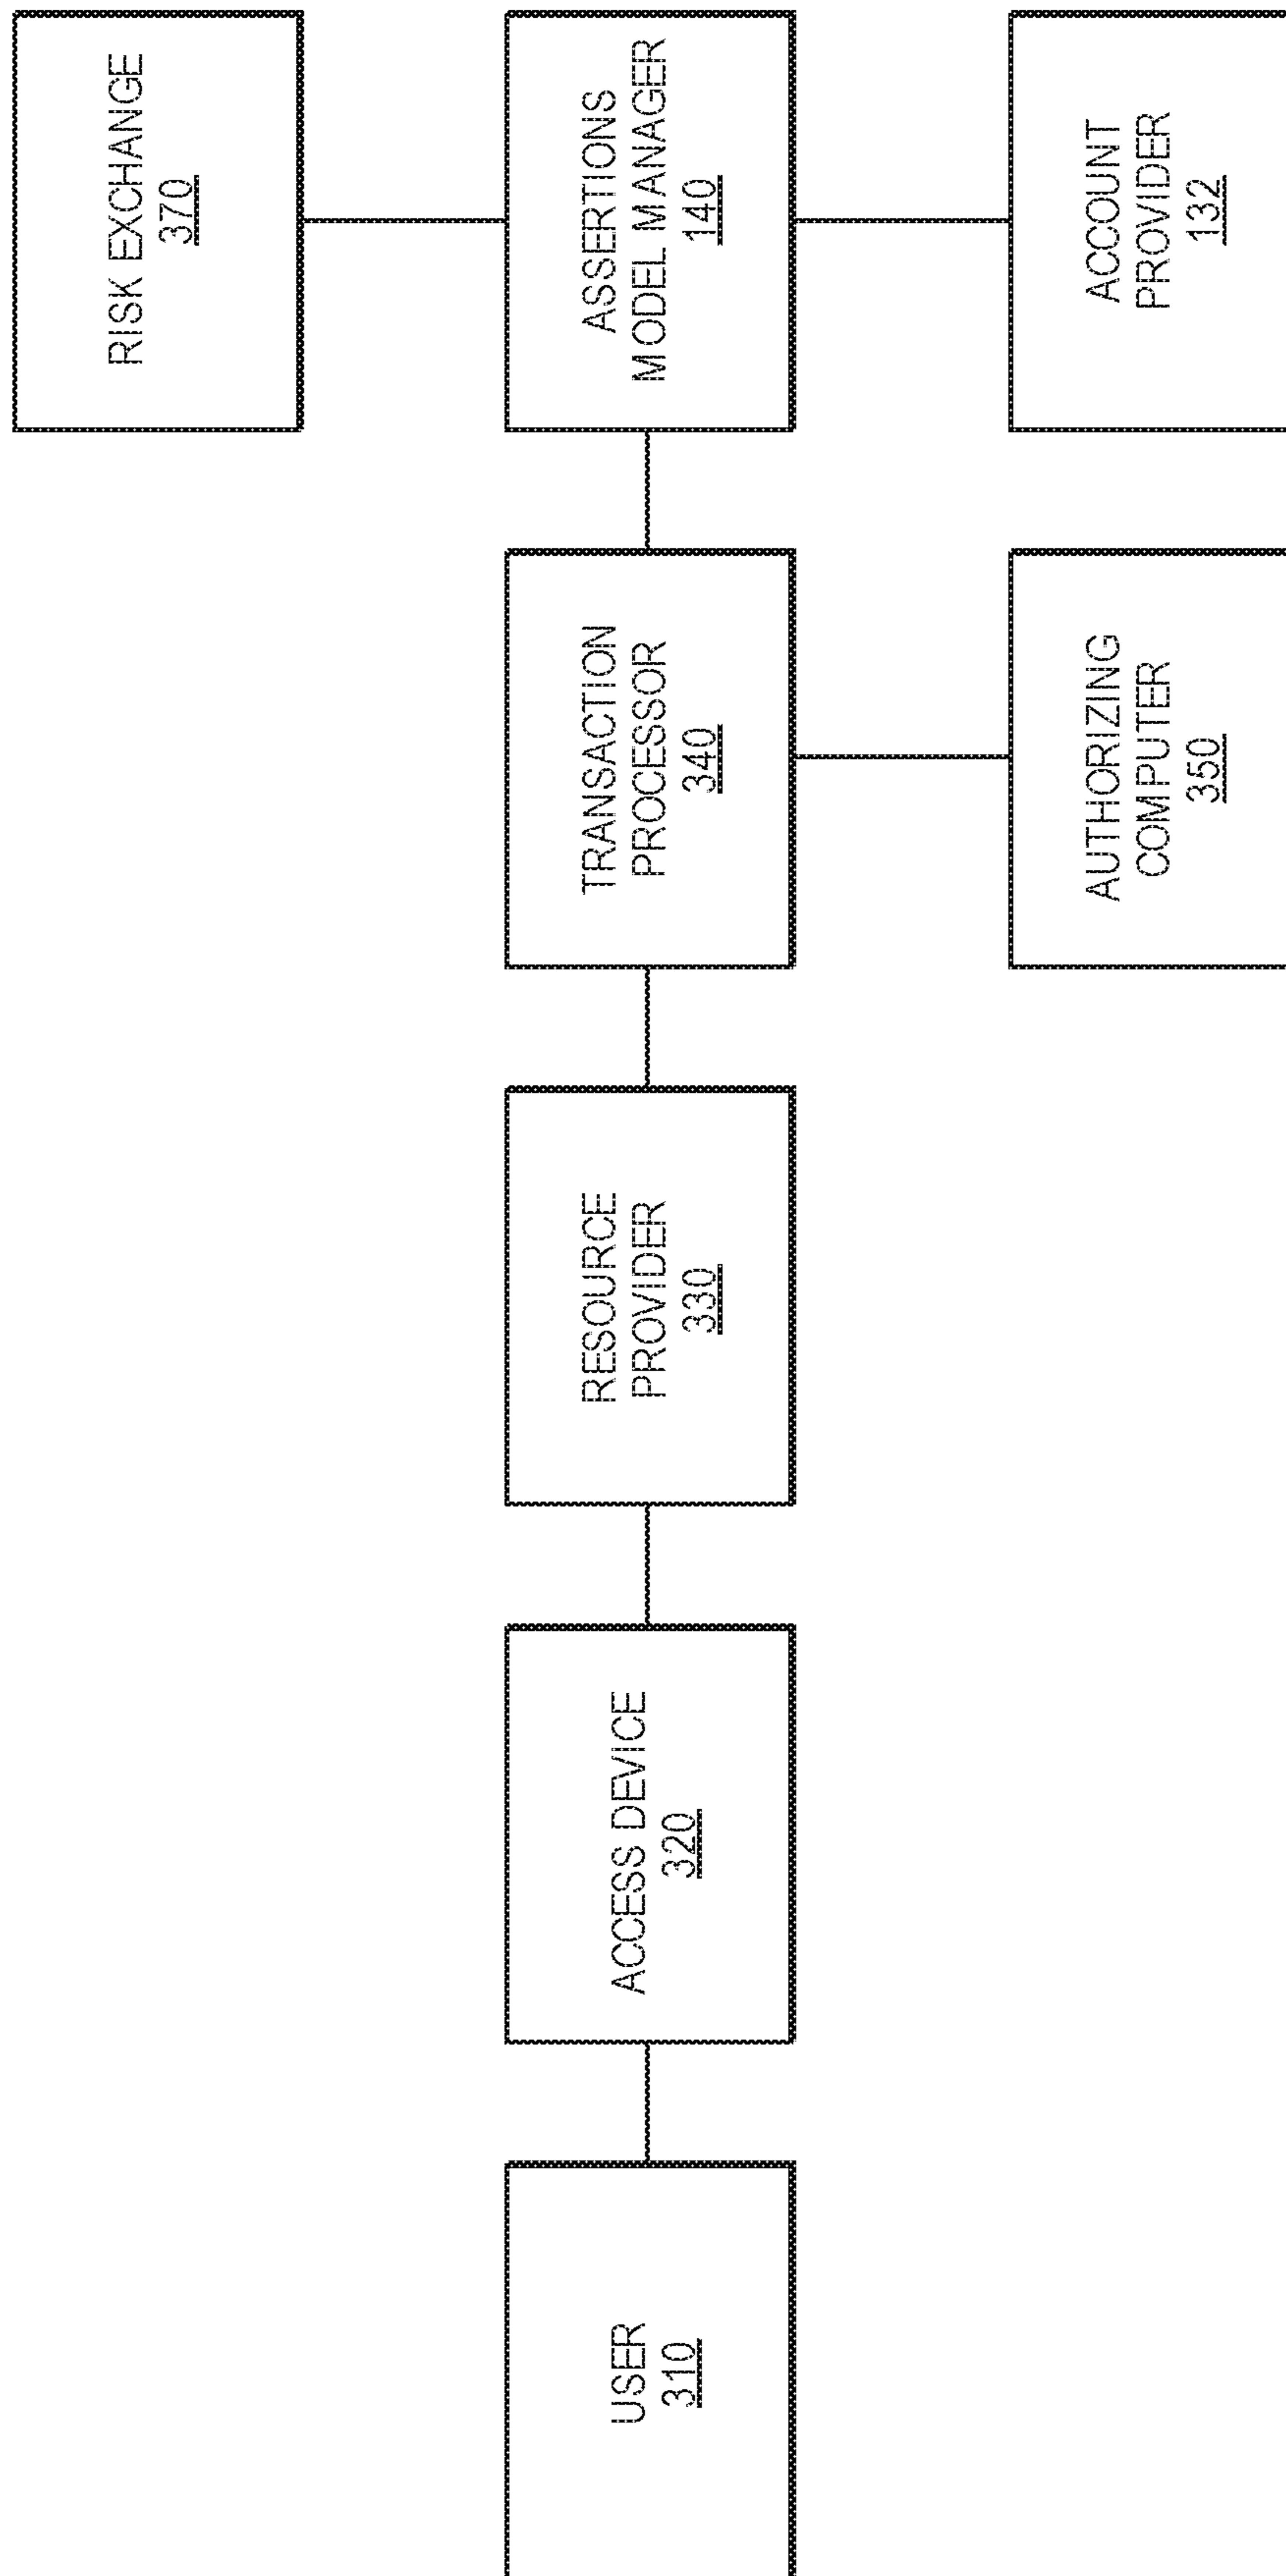 RISK EXCHANGE
370
USER
310
ACCESS DEVICE
320
RESOURCE
PROVIDER
330
TRANSACTION
PROCESSOR
340
ASSERTIONS
MODEL MANAGER
140
AUTHORIZING
COMPUTER
350
ACCOUNT
PROVIDER
132